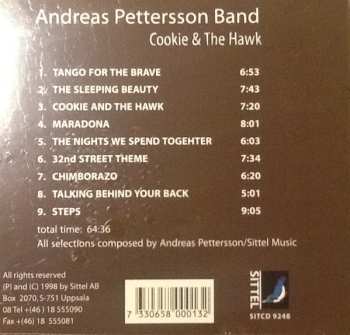 Andreas Pettersson Band
Cookie & The Hawk
1. TANGO FOR THE BRAVE 6:53
2. THE SLEEPING BEAUTY 7:43
3. COOKIE AND THE HAWK 7:20
4. MARADONA 8:01
5. THE NIGHTS WE SPEND TOGEHTER 6:03
6. 32nd STREET THEME 7:34
7. CHIMBORAZO 6:20
8. TALKING BEHIND YOUR BACK 5:01
9. STEPS 9:05
total time: 64:36
All selections composed by Andreas Pettersson/Sittel Music
All rights reserved
(P) and (C) 1998 by Sittel AB
Box 2070, S-751 Uppsala
08 Tel +(46) 18 555090
Fax +(46) 18 555081
7 330658 000132
SITTEL
SITCD 9248